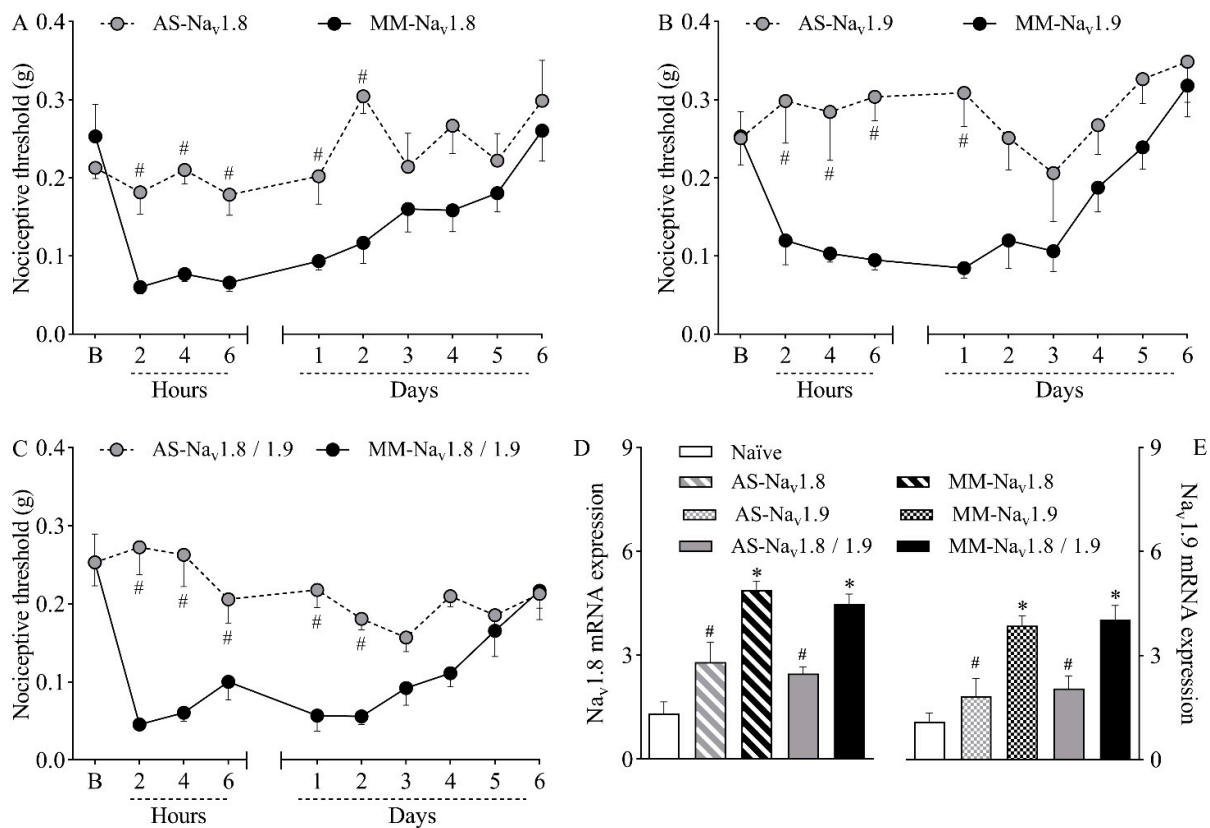 A AS-Nav1.8 MM-Nav1.8
Nociceptive threshold (g)
0.4
0.3
0.2
0.1
0.0
# # # # #
B 2 4 6 1 2 3 4 5 6
Hours Days
B AS-Nav1.9 MM-Nav1.9
Nociceptive threshold (g)
0.4
0.3
0.2
0.1
0.0
# # # #
B 2 4 6 1 2 3 4 5 6
Hours Days
C AS-Nav1.8 / 1.9 MM-Nav1.8 / 1.9
Nociceptive threshold (g)
0.4
0.3
0.2
0.1
0.0
# # # # #
B 2 4 6 1 2 3 4 5 6
Hours Days
D
Nav1.8 mRNA expression
9
6
3
0
Naïve
AS-Nav1.8 MM-Nav1.8
AS-Nav1.9 MM-Nav1.9
AS-Nav1.8 / 1.9 MM-Nav1.8 / 1.9
# * # *
E
Nav1.9 mRNA expression
9
6
3
0
# * # *